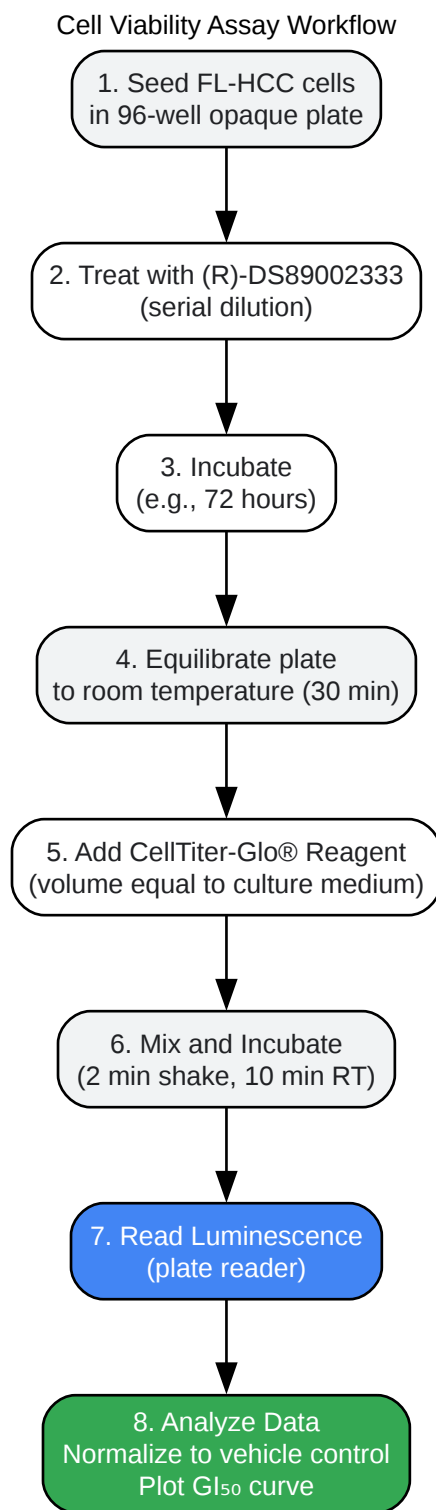 Cell Viability Assay Workflow
1. Seed FL-HCC cells
in 96-well opaque plate
2. Treat with (R)-DS89002333
(serial dilution)
3. Incubate
(e.g., 72 hours)
4. Equilibrate plate
to room temperature (30 min)
5. Add CellTiter-Glo® Reagent
(volume equal to culture medium)
6. Mix and Incubate
(2 min shake, 10 min RT)
7. Read Luminescence
(plate reader)
8. Analyze Data
Normalize to vehicle control
Plot GI₅₀ curve